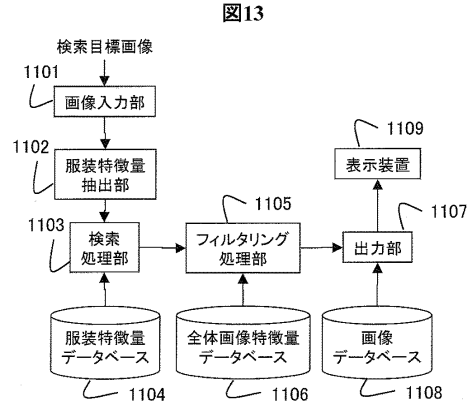 図13
検索目標画像
1101
画像入力部
1102
服装特徴量
抽出部
1103
検索
処理部
1105
フィルタリング
処理部
1109
表示装置
1107
出力部
服装特徴量
データベース
1104
全体画像特徴量
データベース
1106
画像
データベース
1108